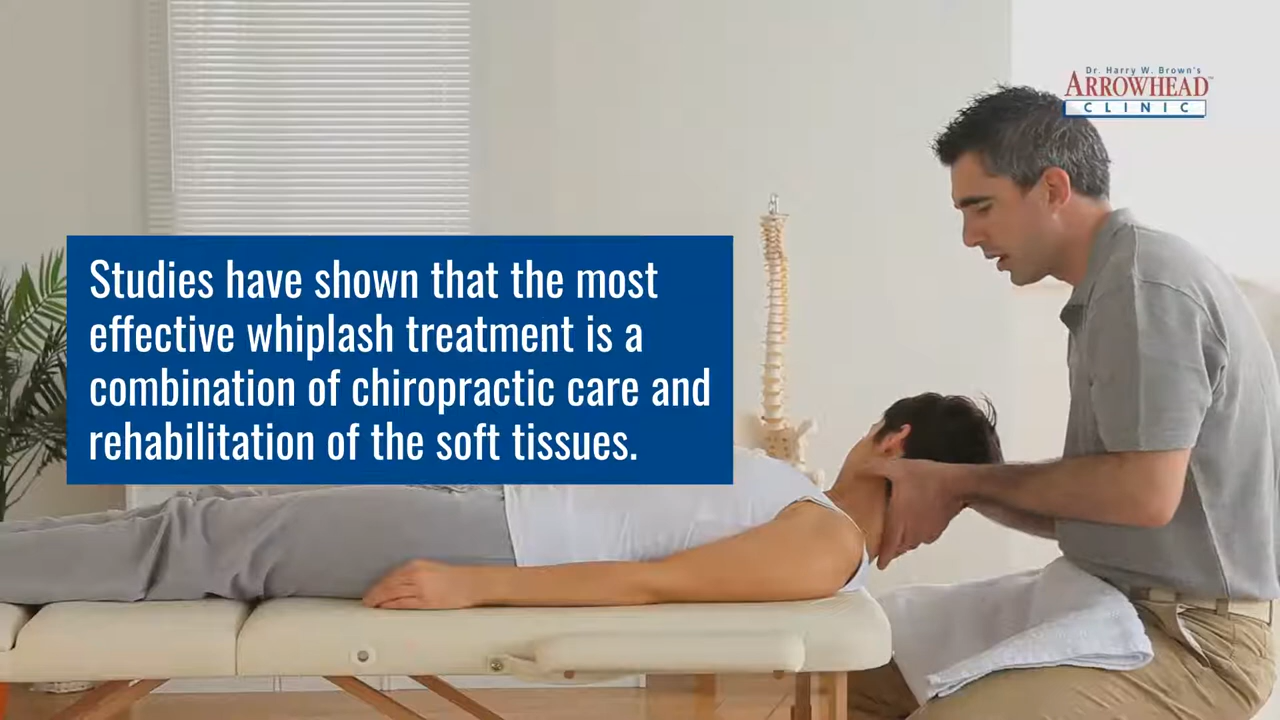 Dr. Harry W. Brown's
ARROWHEAD™
CLINIC
Studies have shown that the most
effective whiplash treatment is a
combination of chiropractic care and
rehabilitation of the soft tissues.